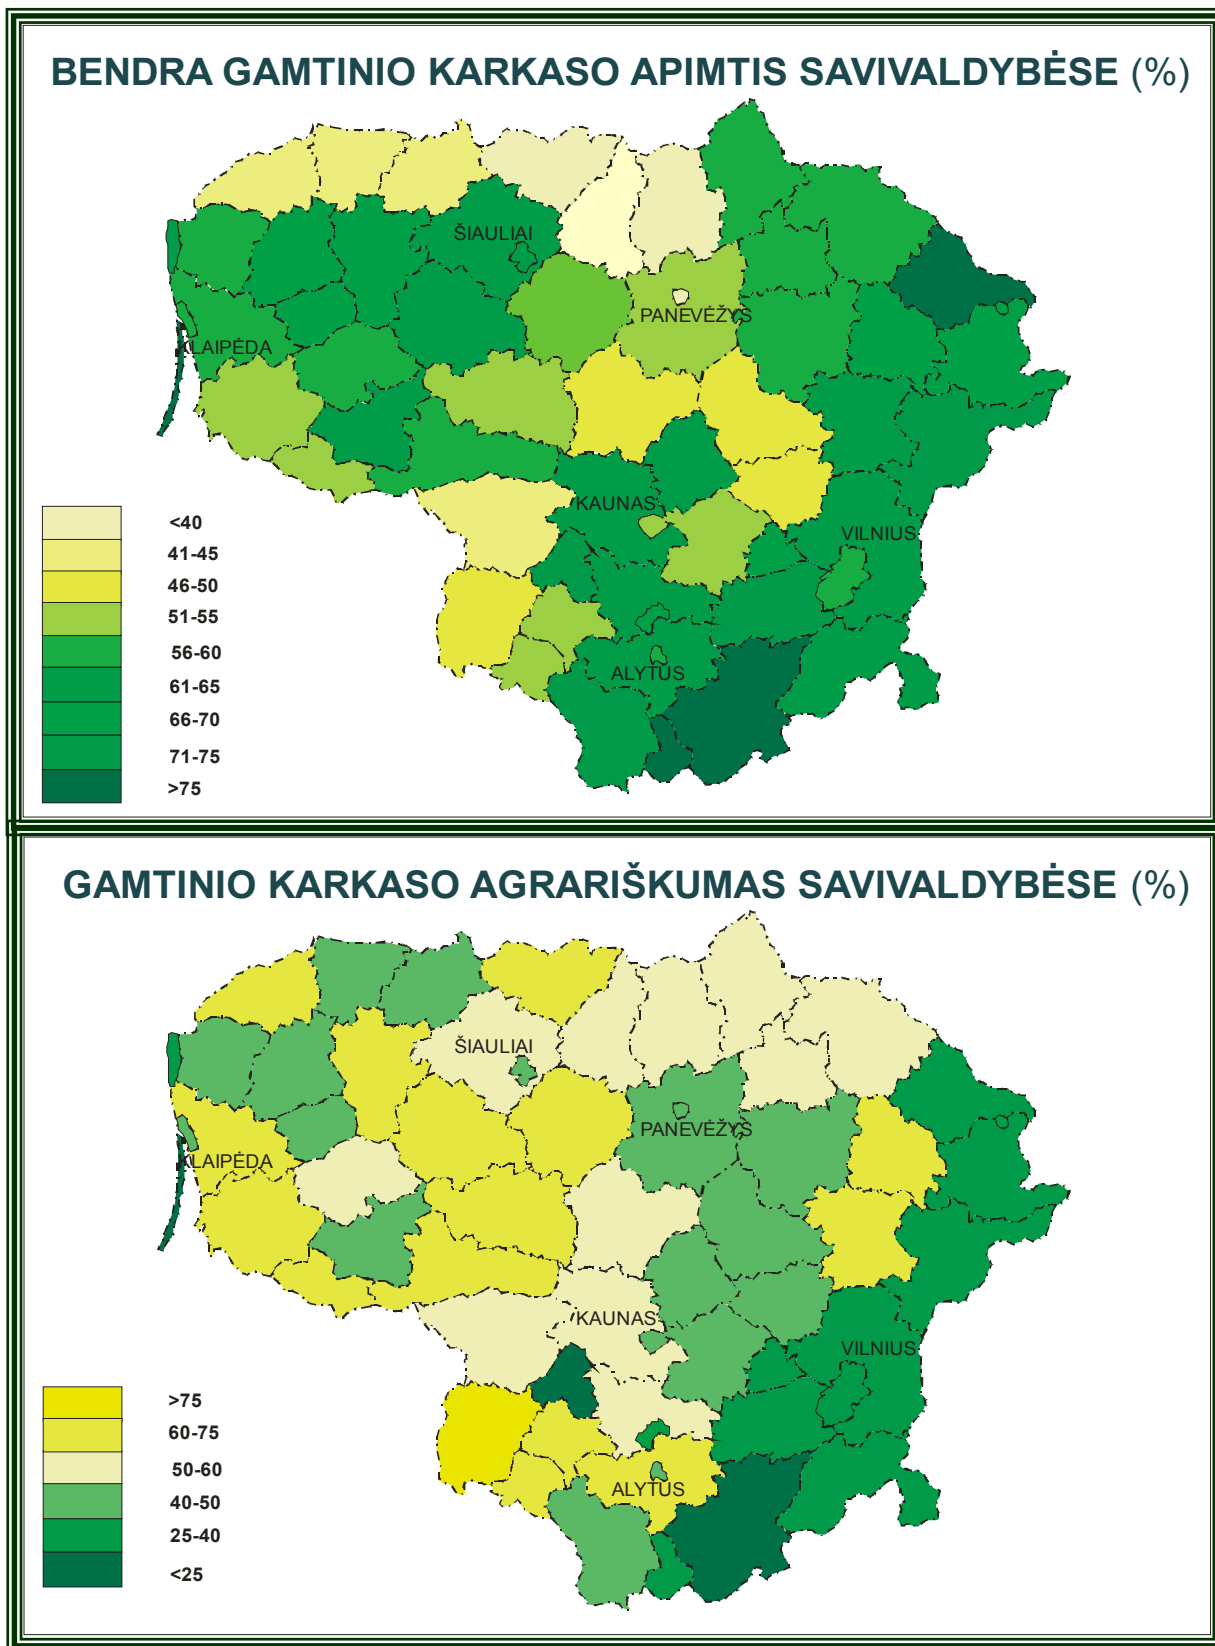 BENDRA GAMTINIO KARKASO APIMTIS SAVIVALDYBĖSE (%)
ŠIAULIAI
PANEVĖŽYS
KLAIPĖDA
KAUNAS
VILNIUS
ALYTUS
<40
41-45
46-50
51-55
56-60
61-65
66-70
71-75
>75
GAMTINIO KARKASO AGRARIŠKUMAS SAVIVALDYBĖSE (%)
ŠIAULIAI
PANEVĖŽYS
KLAIPĖDA
KAUNAS
VILNIUS
ALYTUS
>75
60-75
50-60
40-50
25-40
<25